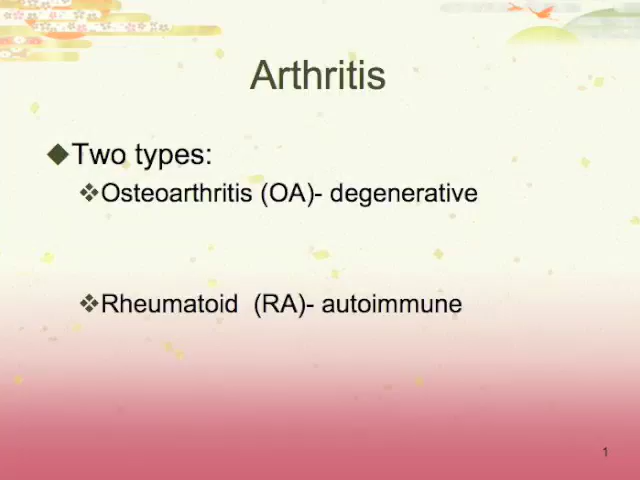 Arthritis
Two types:
Osteoarthritis (OA)- degenerative
Rheumatoid  (RA)- autoimmune
1